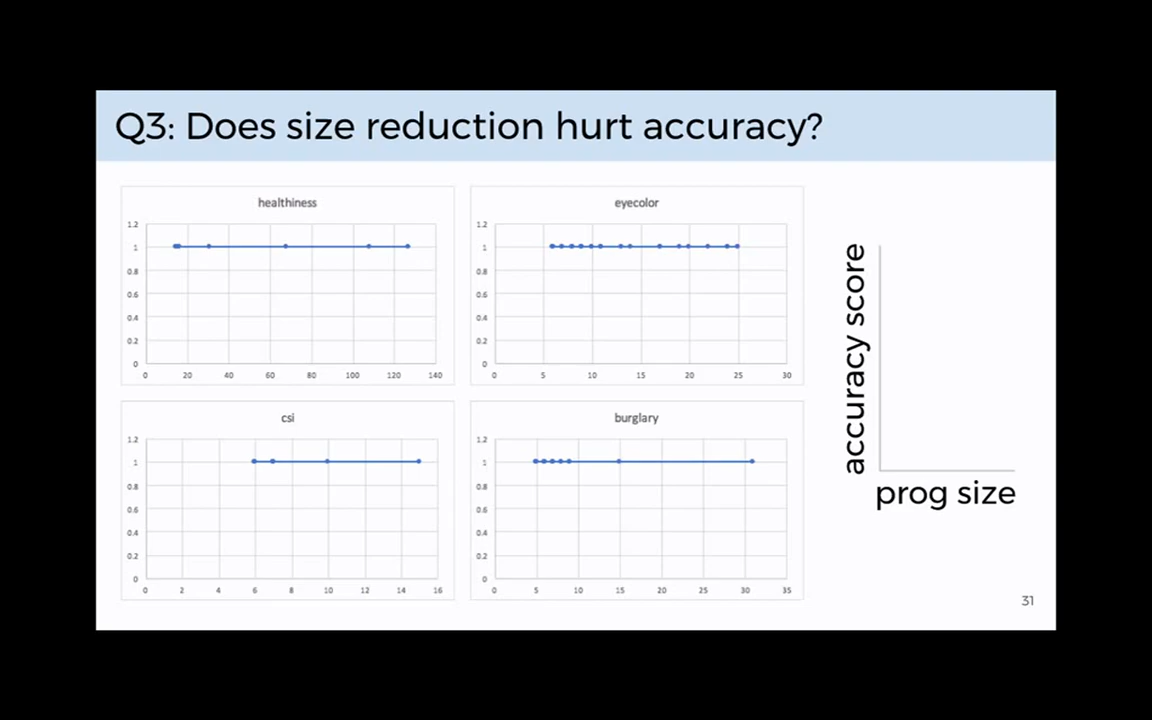 Q3: Does size reduction hurt accuracy?
healthiness
1.2
1
0.8
0.6
0.4
0.2
0
0 20 40 60 80 100 120 140
eyecolor
1.2
1
0.8
0.6
0.4
0.2
0
0 5 10 15 20 25 30
csi
1.2
1
0.8
0.6
0.4
0.2
0
0 2 4 6 8 10 12 14 16
burglary
1.2
1
0.8
0.6
0.4
0.2
0
0 5 10 15 20 25 30 35
accuracy score
prog size
31